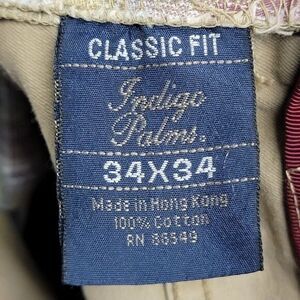 CLASSIC FIT
Indigo
Palms.
34X34
Made in Hong Kong
100% Cotton
RN 86549